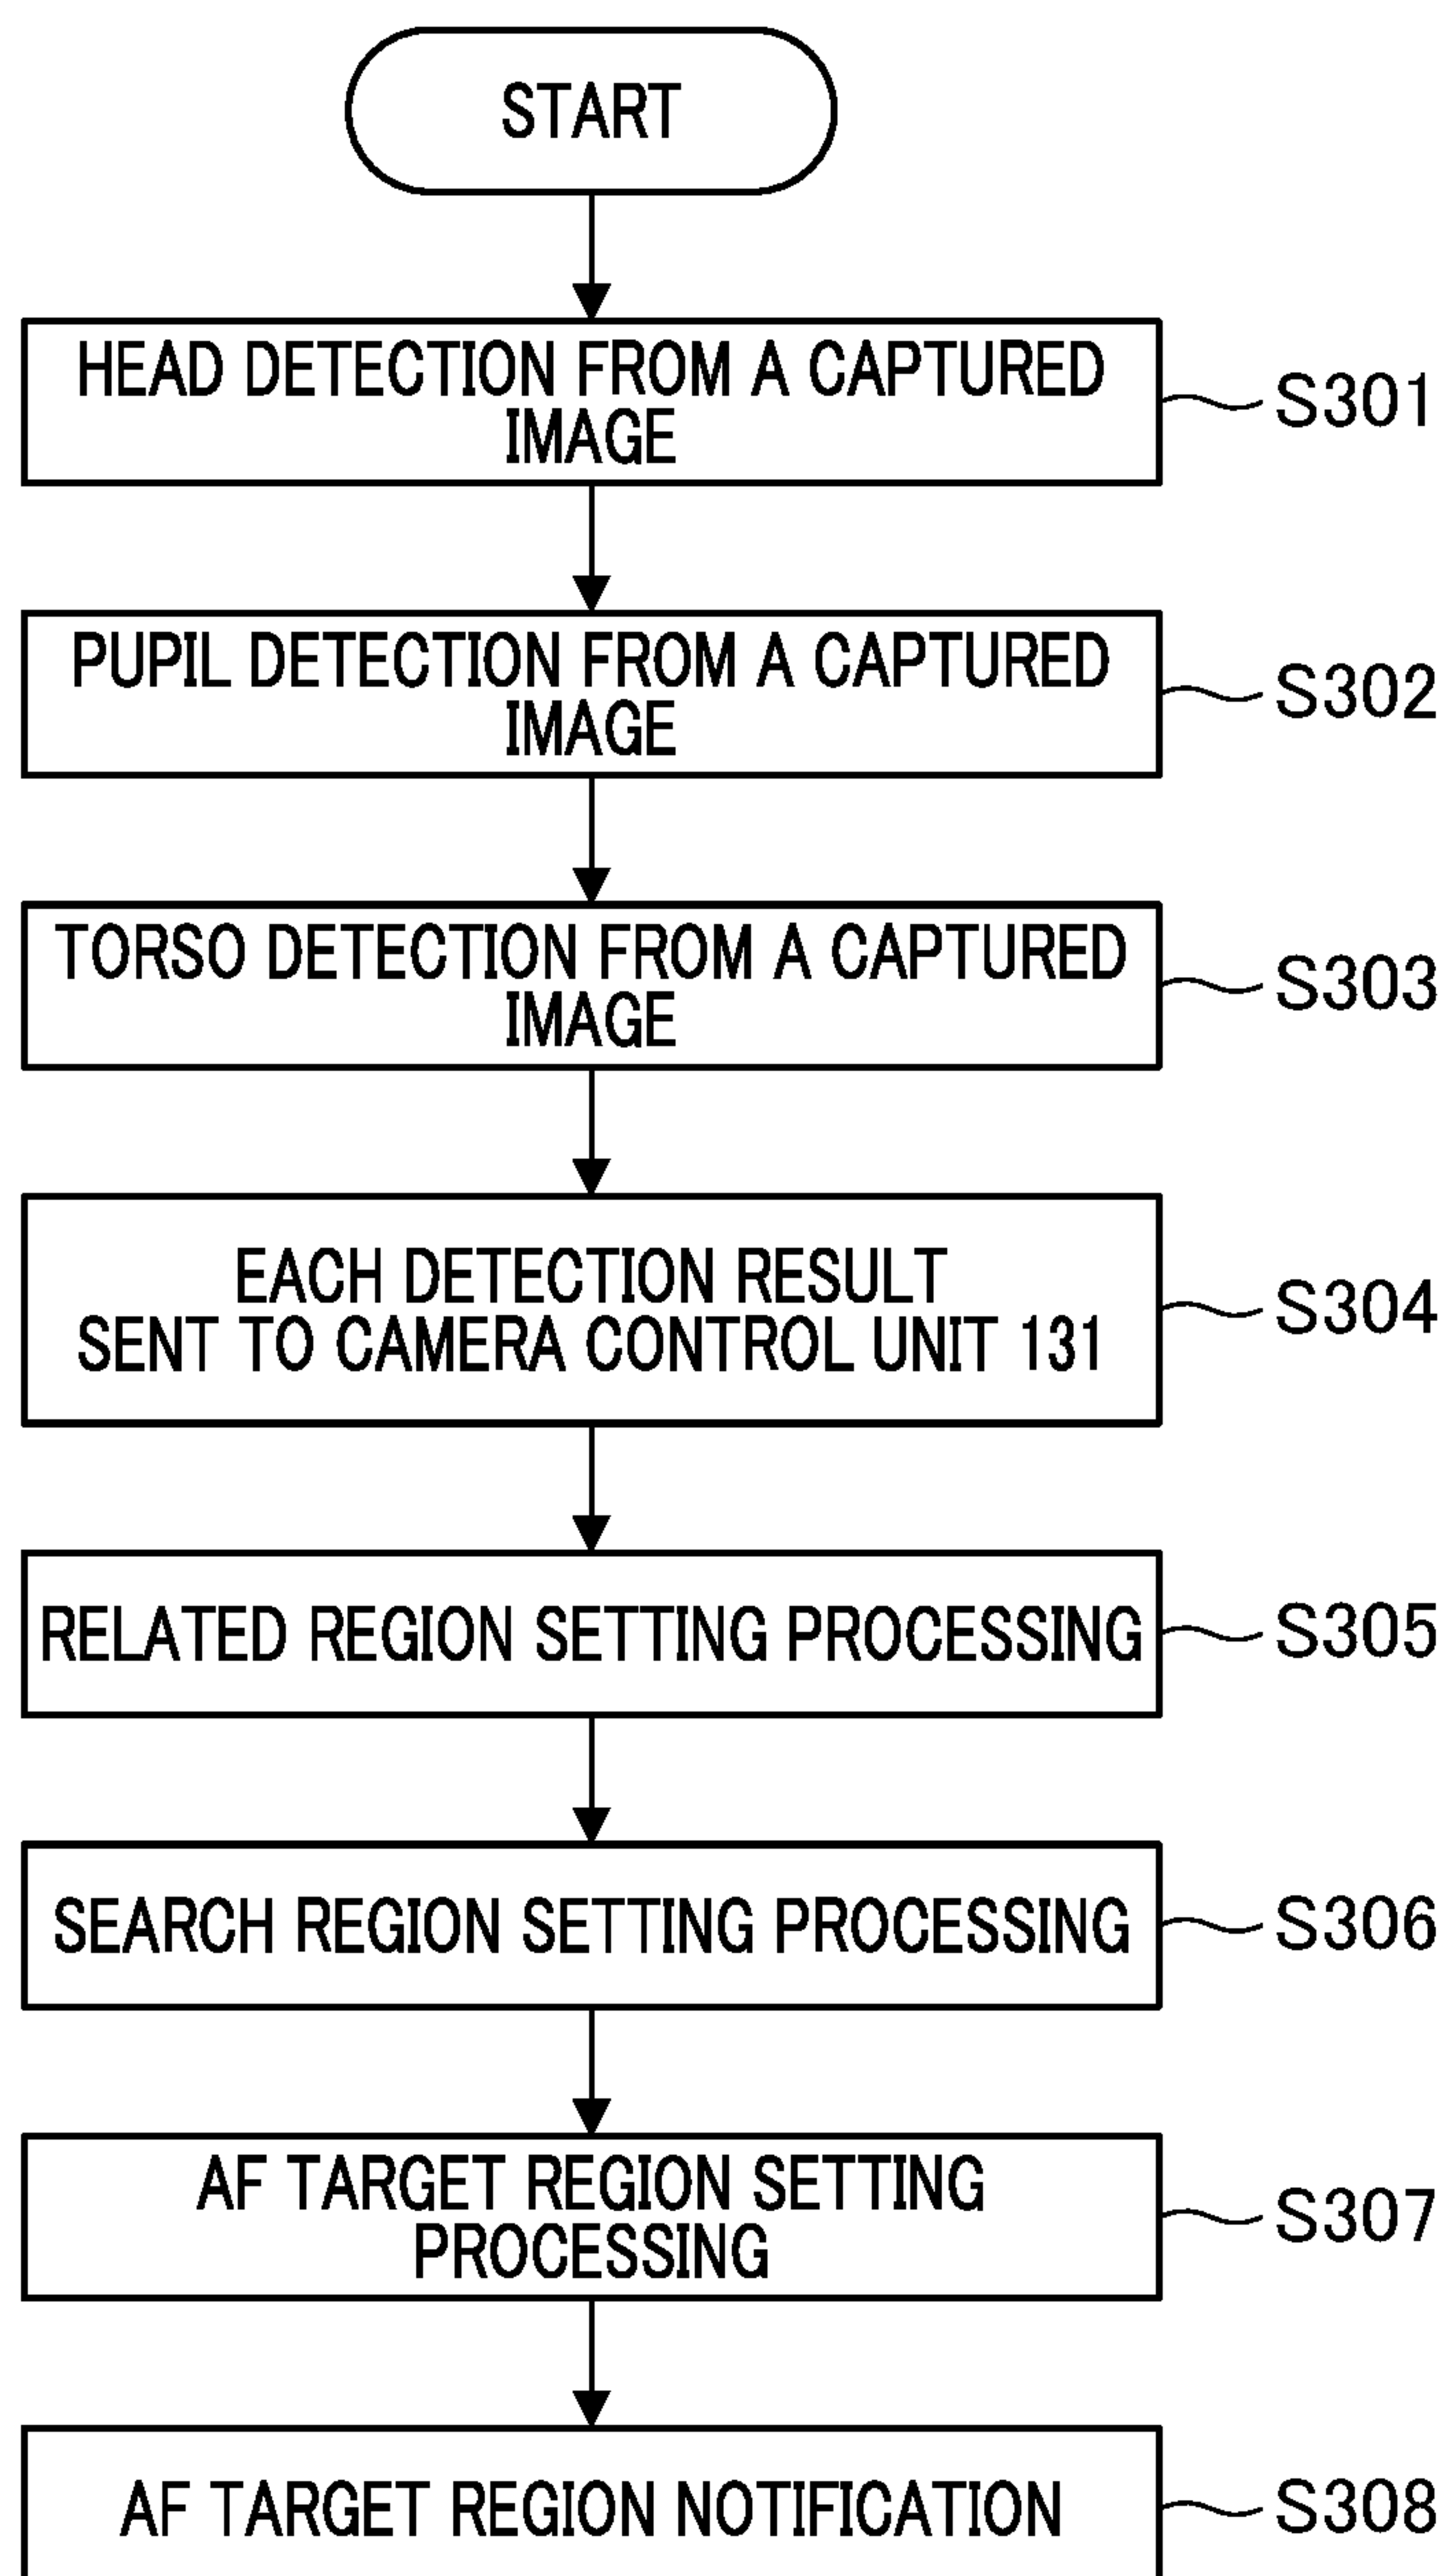 START
HEAD DETECTION FROM A CAPTURED
IMAGE
S301
PUPIL DETECTION FROM A CAPTURED
IMAGE
S302
TORSO DETECTION FROM A CAPTURED
IMAGE
S303
EACH DETECTION RESULT
SENT TO CAMERA CONTROL UNIT 131
S304
RELATED REGION SETTING PROCESSING
S305
SEARCH REGION SETTING PROCESSING
S306
AF TARGET REGION SETTING
PROCESSING
S307
AF TARGET REGION NOTIFICATION
S308